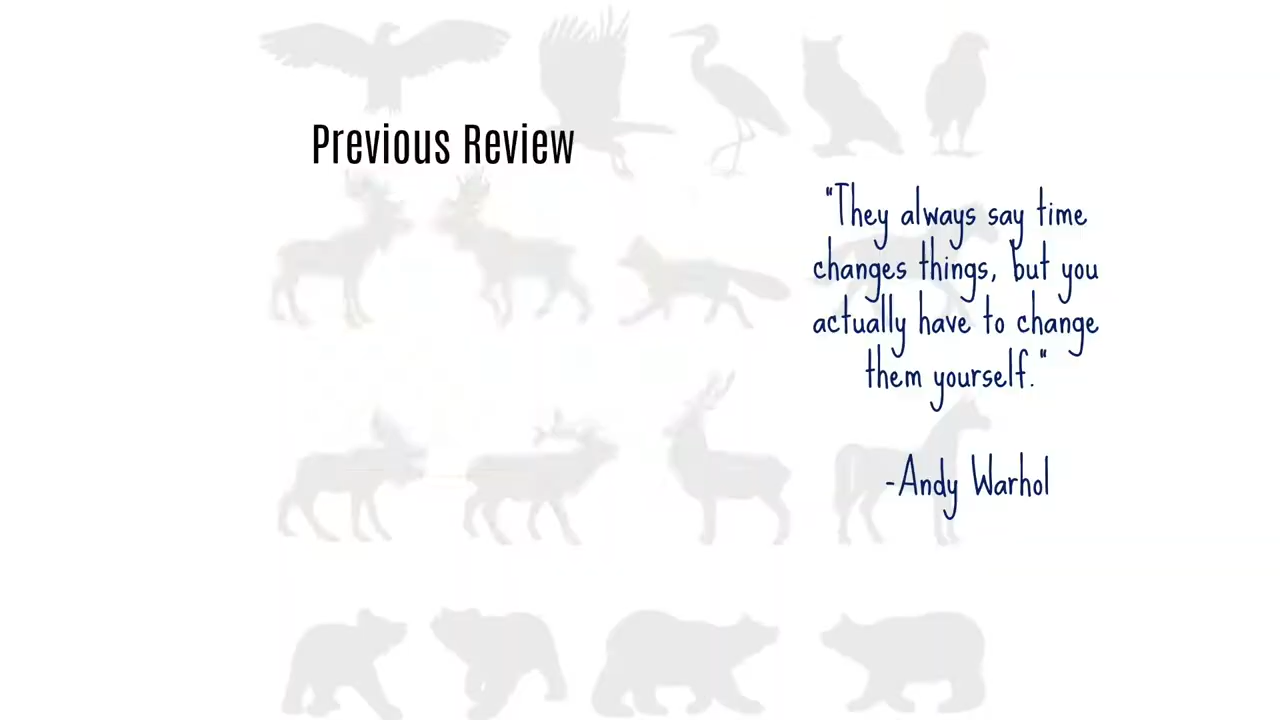 Previous Review
"They always say time
changes things, but you
actually have to change
them yourself."
-Andy Warhol